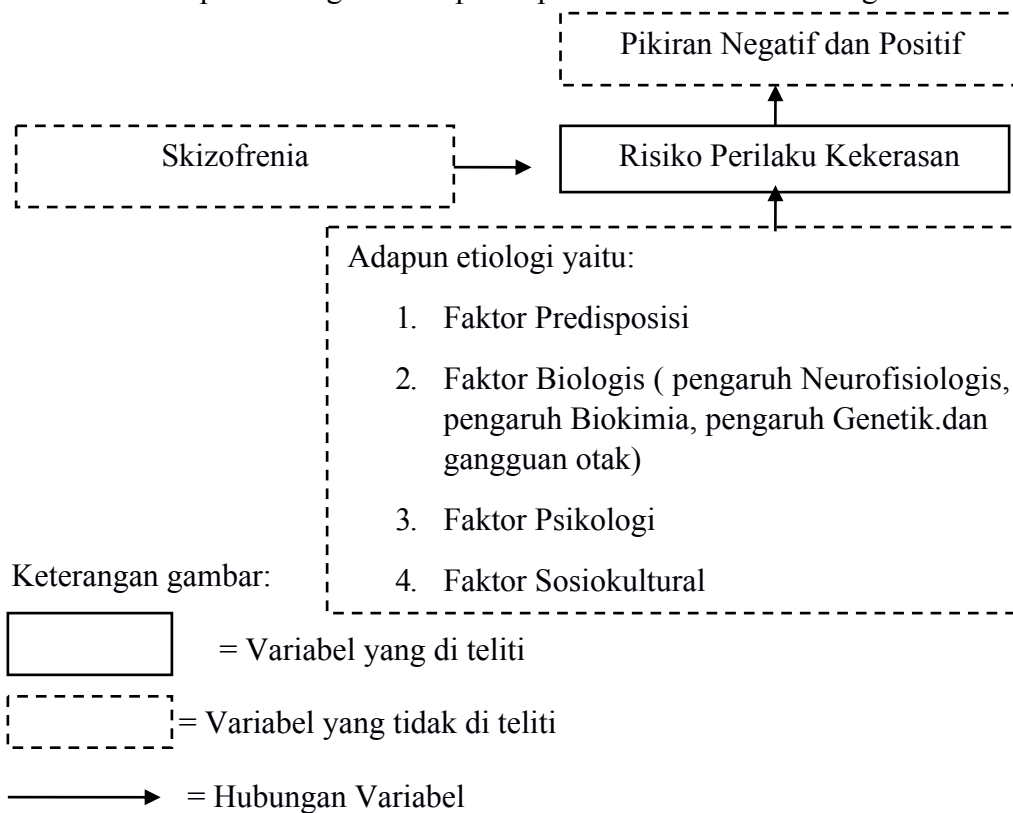 Pikiran Negatif dan Positif
Skizofrenia
Risiko Perilaku Kekerasan
Adapun etiologi yaitu:
1. Faktor Predisposisi
2. Faktor Biologis ( pengaruh Neurofisiologis,
pengaruh Biokimia, pengaruh Genetik.dan
gangguan otak)
3. Faktor Psikologi
4. Faktor Sosiokultural
Keterangan gambar:
= Variabel yang di teliti
= Variabel yang tidak di teliti
= Hubungan Variabel